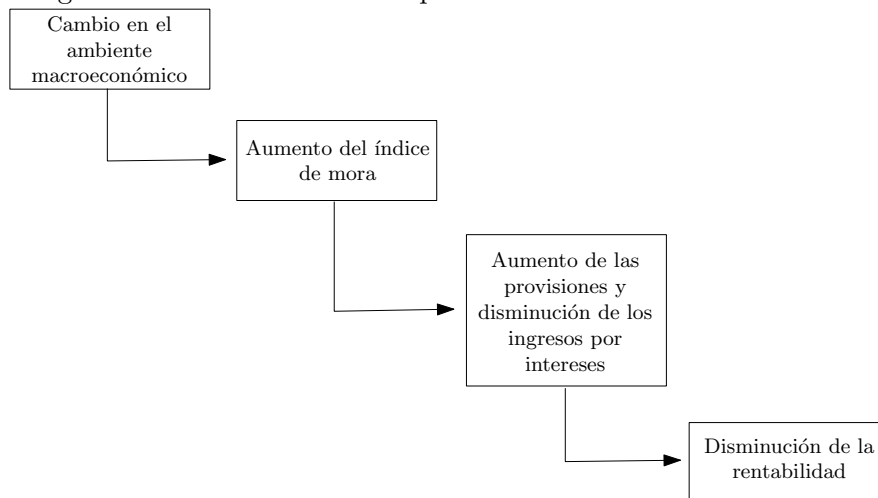 Cambio en el
ambiente
macroeconómico
Aumento del índice
de mora
Aumento de las
provisiones y
disminución de los
ingresos por
intereses
Disminución de la
rentabilidad